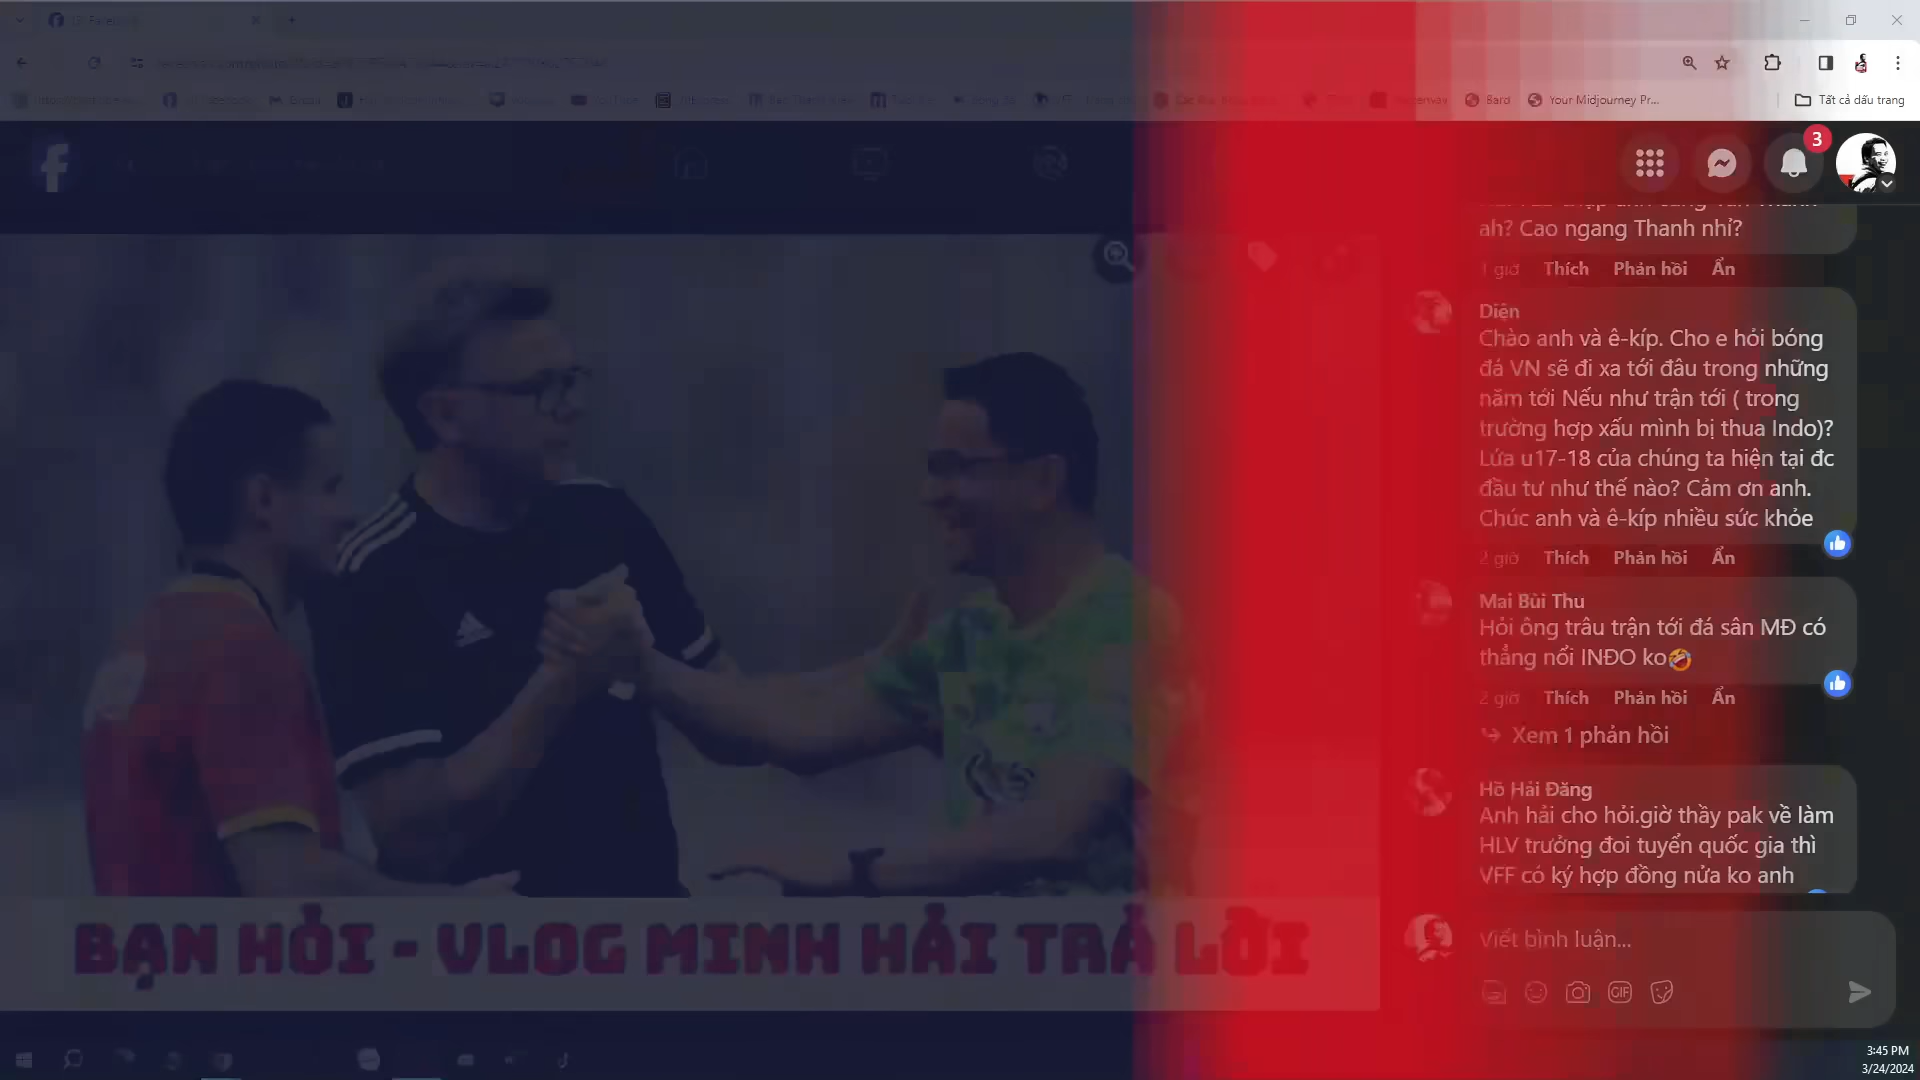 Bard
Your Midjourney Pr...
Tất cả dấu trang
3
ah? Cao ngang Thanh nhỉ?
1 giờ Thích Phản hồi Ẩn
Diện
Chào anh và ê-kíp. Cho e hỏi bóng
đá VN sẽ đi xa tới đâu trong những
năm tới Nếu như trận tới ( trong
trường hợp xấu mình bị thua Indo)?
Lứa u17-18 của chúng ta hiện tại đc
đầu tư như thế nào? Cảm ơn anh.
Chúc anh và ê-kíp nhiều sức khỏe
2 giờ Thích Phản hồi Ẩn
Mai Bùi Thu
Hỏi ông trâu trận tới đá sân MĐ có
thắng nổi INĐO ko🤣
2 giờ Thích Phản hồi Ẩn
Xem 1 phản hồi
Hồ Hải Đăng
Anh hải cho hỏi.giờ thầy pak về làm
HLV trưởng đoi tuyển quốc gia thì
VFF có ký hợp đồng nửa ko anh
Viết bình luận...
GIF
BẠN HỎI - VLOG MINH HẢI TRẢ LỜI
3:45 PM
3/24/2024